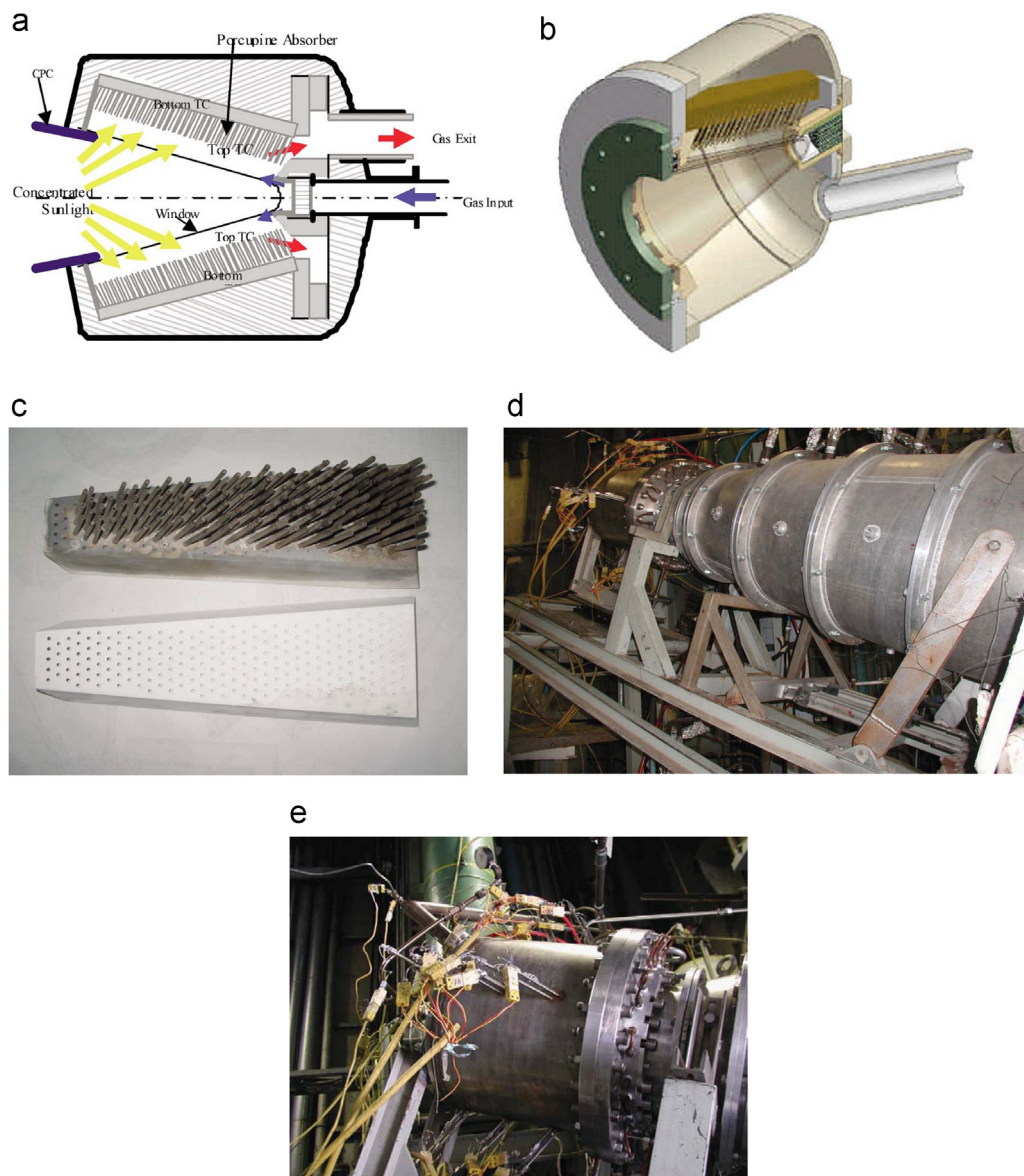 a
Porcupine Absorber
CPC
Bottom TC
Top TC
Gas Exit
Concentrated
Sunlight
Window
Gas Input
Top TC
Bottom
b
c
d
e